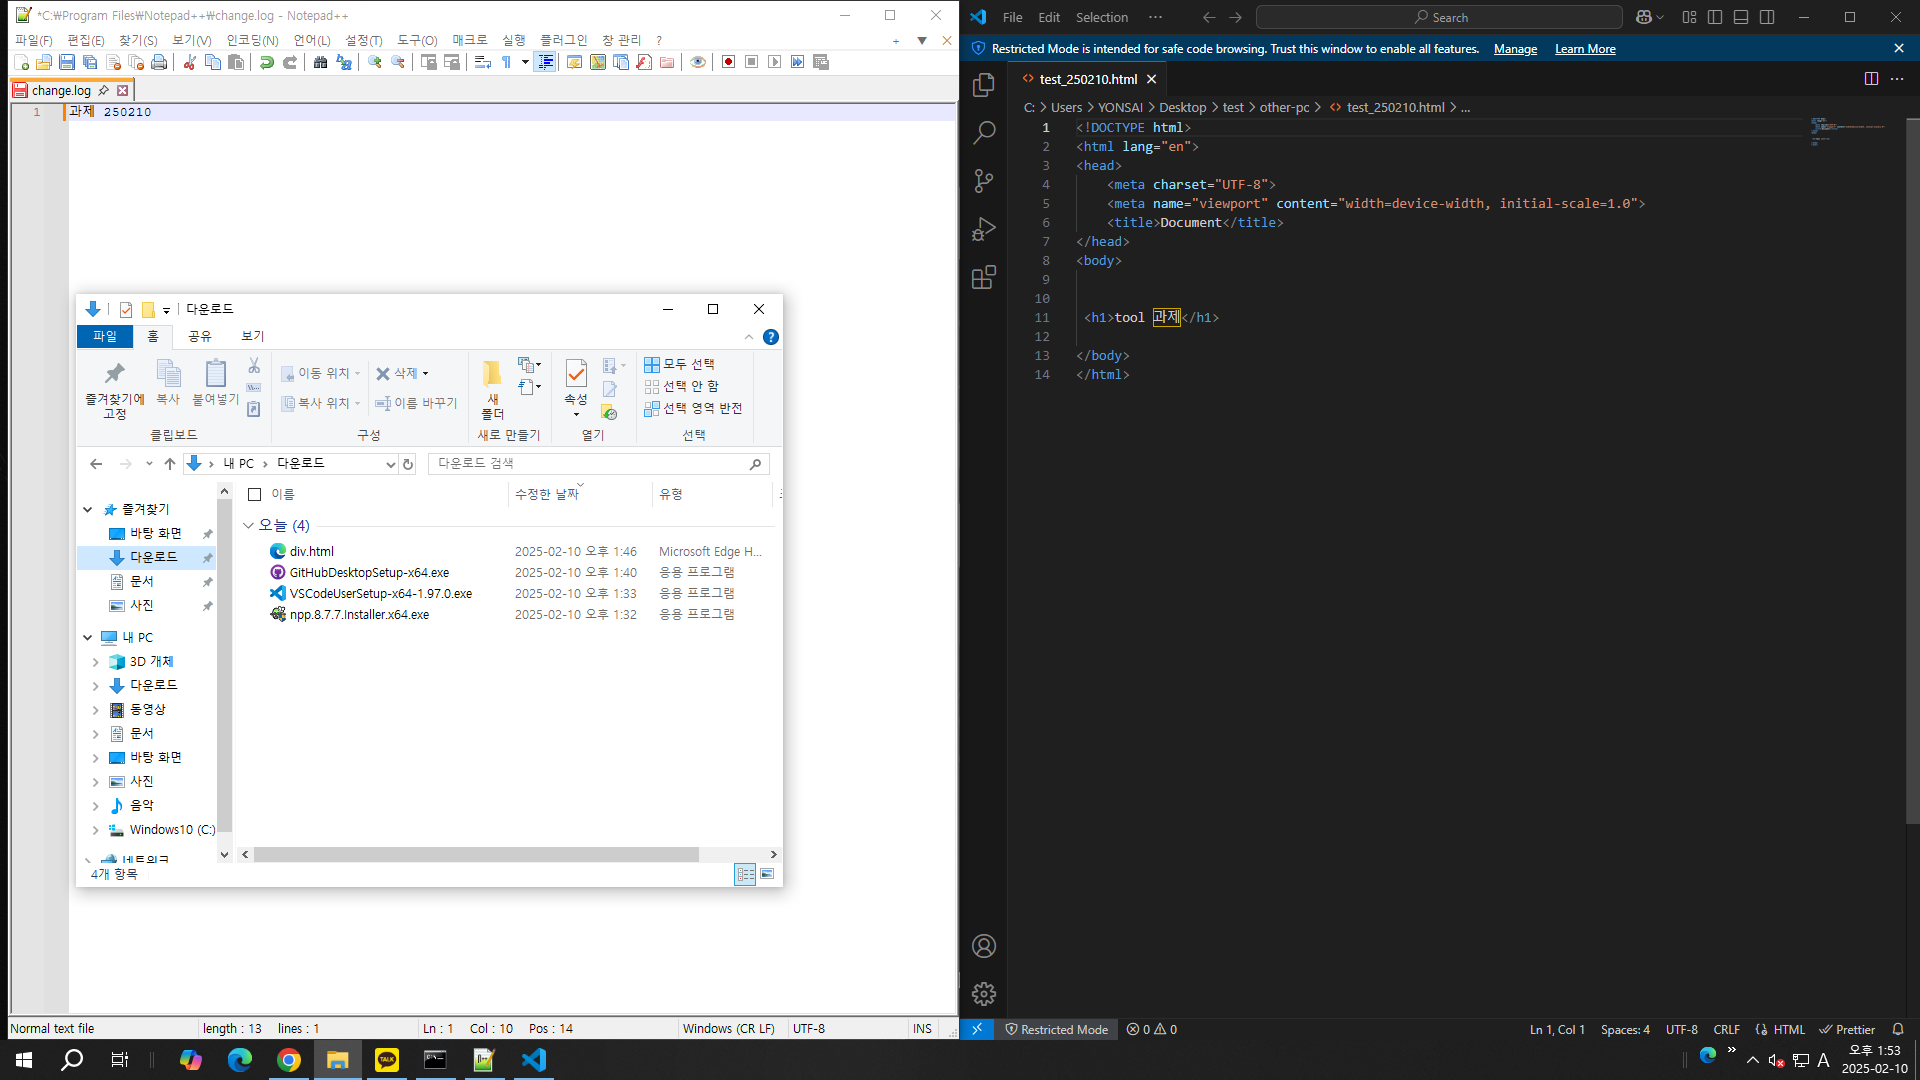 *C:₩Program Files₩Notepad++₩change.log - Notepad++
파일(F) 편집(E) 찾기(S) 보기(V) 인코딩(N) 언어(L) 설정(T) 도구(O) 매크로 실행 플러그인 창 관리 ?
change.log
1 과제 250210
다운로드
파일 홈 공유 보기
즐겨찾기에 고정
복사
붙여넣기
클립보드
이동 위치
복사 위치
삭제
이름 바꾸기
구성
새 폴더
새로 만들기
속성
열기
모두 선택
선택 안 함
선택 영역 반전
선택
내 PC > 다운로드
다운로드 검색
이름 수정한 날짜 유형
오늘 (4)
div.html 2025-02-10 오후 1:46 Microsoft Edge H...
GitHubDesktopSetup-x64.exe 2025-02-10 오후 1:40 응용 프로그램
VSCodeUserSetup-x64-1.97.0.exe 2025-02-10 오후 1:33 응용 프로그램
npp.8.7.7.Installer.x64.exe 2025-02-10 오후 1:32 응용 프로그램
즐겨찾기
바탕 화면
다운로드
문서
사진
내 PC
3D 개체
다운로드
동영상
문서
바탕 화면
사진
음악
Windows10 (C:)
네트워크
4개 항목
Normal text file length : 13 lines : 1 Ln : 1 Col : 10 Pos : 14 Windows (CR LF) UTF-8 INS
File Edit Selection ··· Search
Restricted Mode is intended for safe code browsing. Trust this window to enable all features. Manage Learn More
test_250210.html
C: > Users > YONSAI > Desktop > test > other-pc > test_250210.html > ...
1 <!DOCTYPE html>
2 <html lang="en">
3 <head>
4 <meta charset="UTF-8">
5 <meta name="viewport" content="width=device-width, initial-scale=1.0">
6 <title>Document</title>
7 </head>
8 <body>
9
10
11 <h1>tool 과제</h1>
12
13 </body>
14 </html>
Restricted Mode 0 0 Ln 1, Col 1 Spaces: 4 UTF-8 CRLF HTML Prettier
TALK
A
오후 1:53
2025-02-10